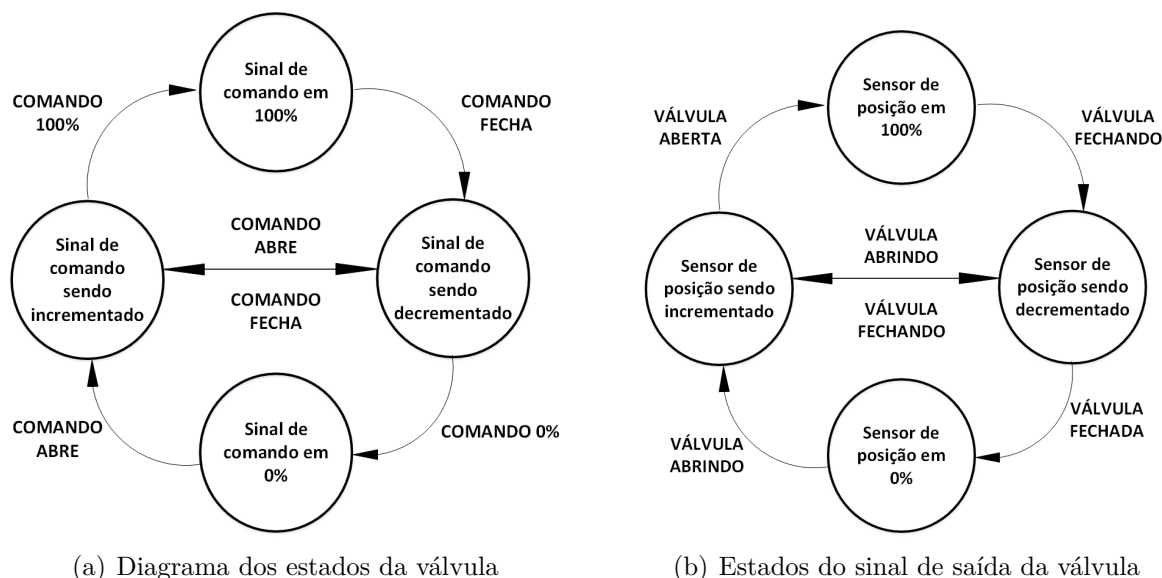 Sinal de
comando em
100%
COMANDO
100%
COMANDO
FECHA
Sinal de
comando
sendo
incrementado
COMANDO
ABRE
COMANDO
FECHA
Sinal de
comando
sendo
decrementado
COMANDO
ABRE
Sinal de
comando em
0%
COMANDO 0%
(a) Diagrama dos estados da válvula
Sensor de
posição em
100%
VÁLVULA
ABERTA
VÁLVULA
FECHANDO
Sensor de
posição sendo
incrementado
VÁLVULA
ABRINDO
VÁLVULA
FECHANDO
Sensor de
posição sendo
decrementado
VÁLVULA
ABRINDO
Sensor de
posição em
0%
VÁLVULA
FECHADA
(b) Estados do sinal de saída da válvula